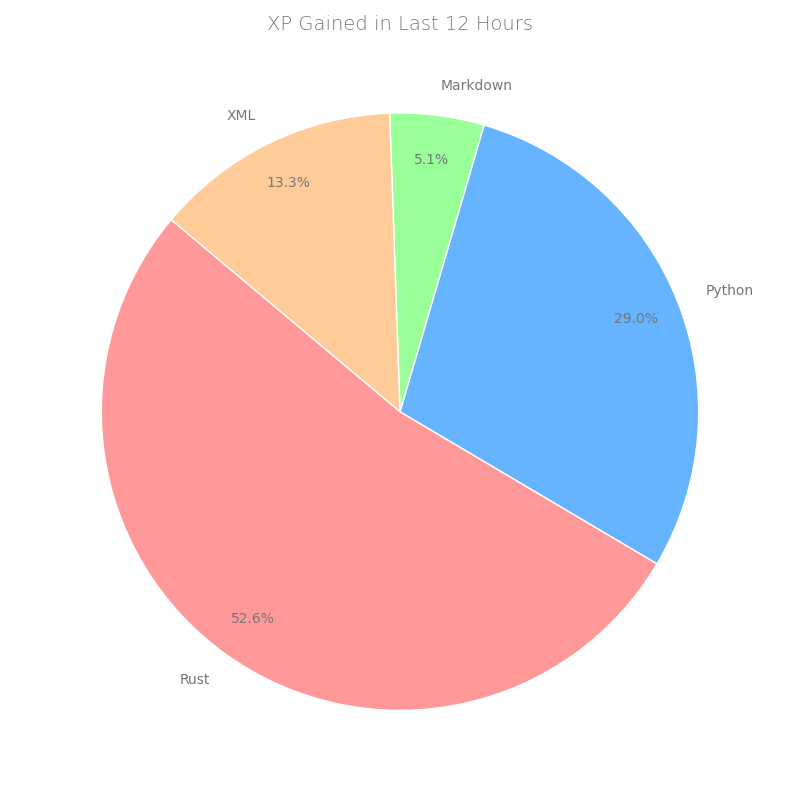 XP Gained in Last 12 Hours
Markdown
XML
5.1%
13.3%
Python
29.0%
52.6%
Rust